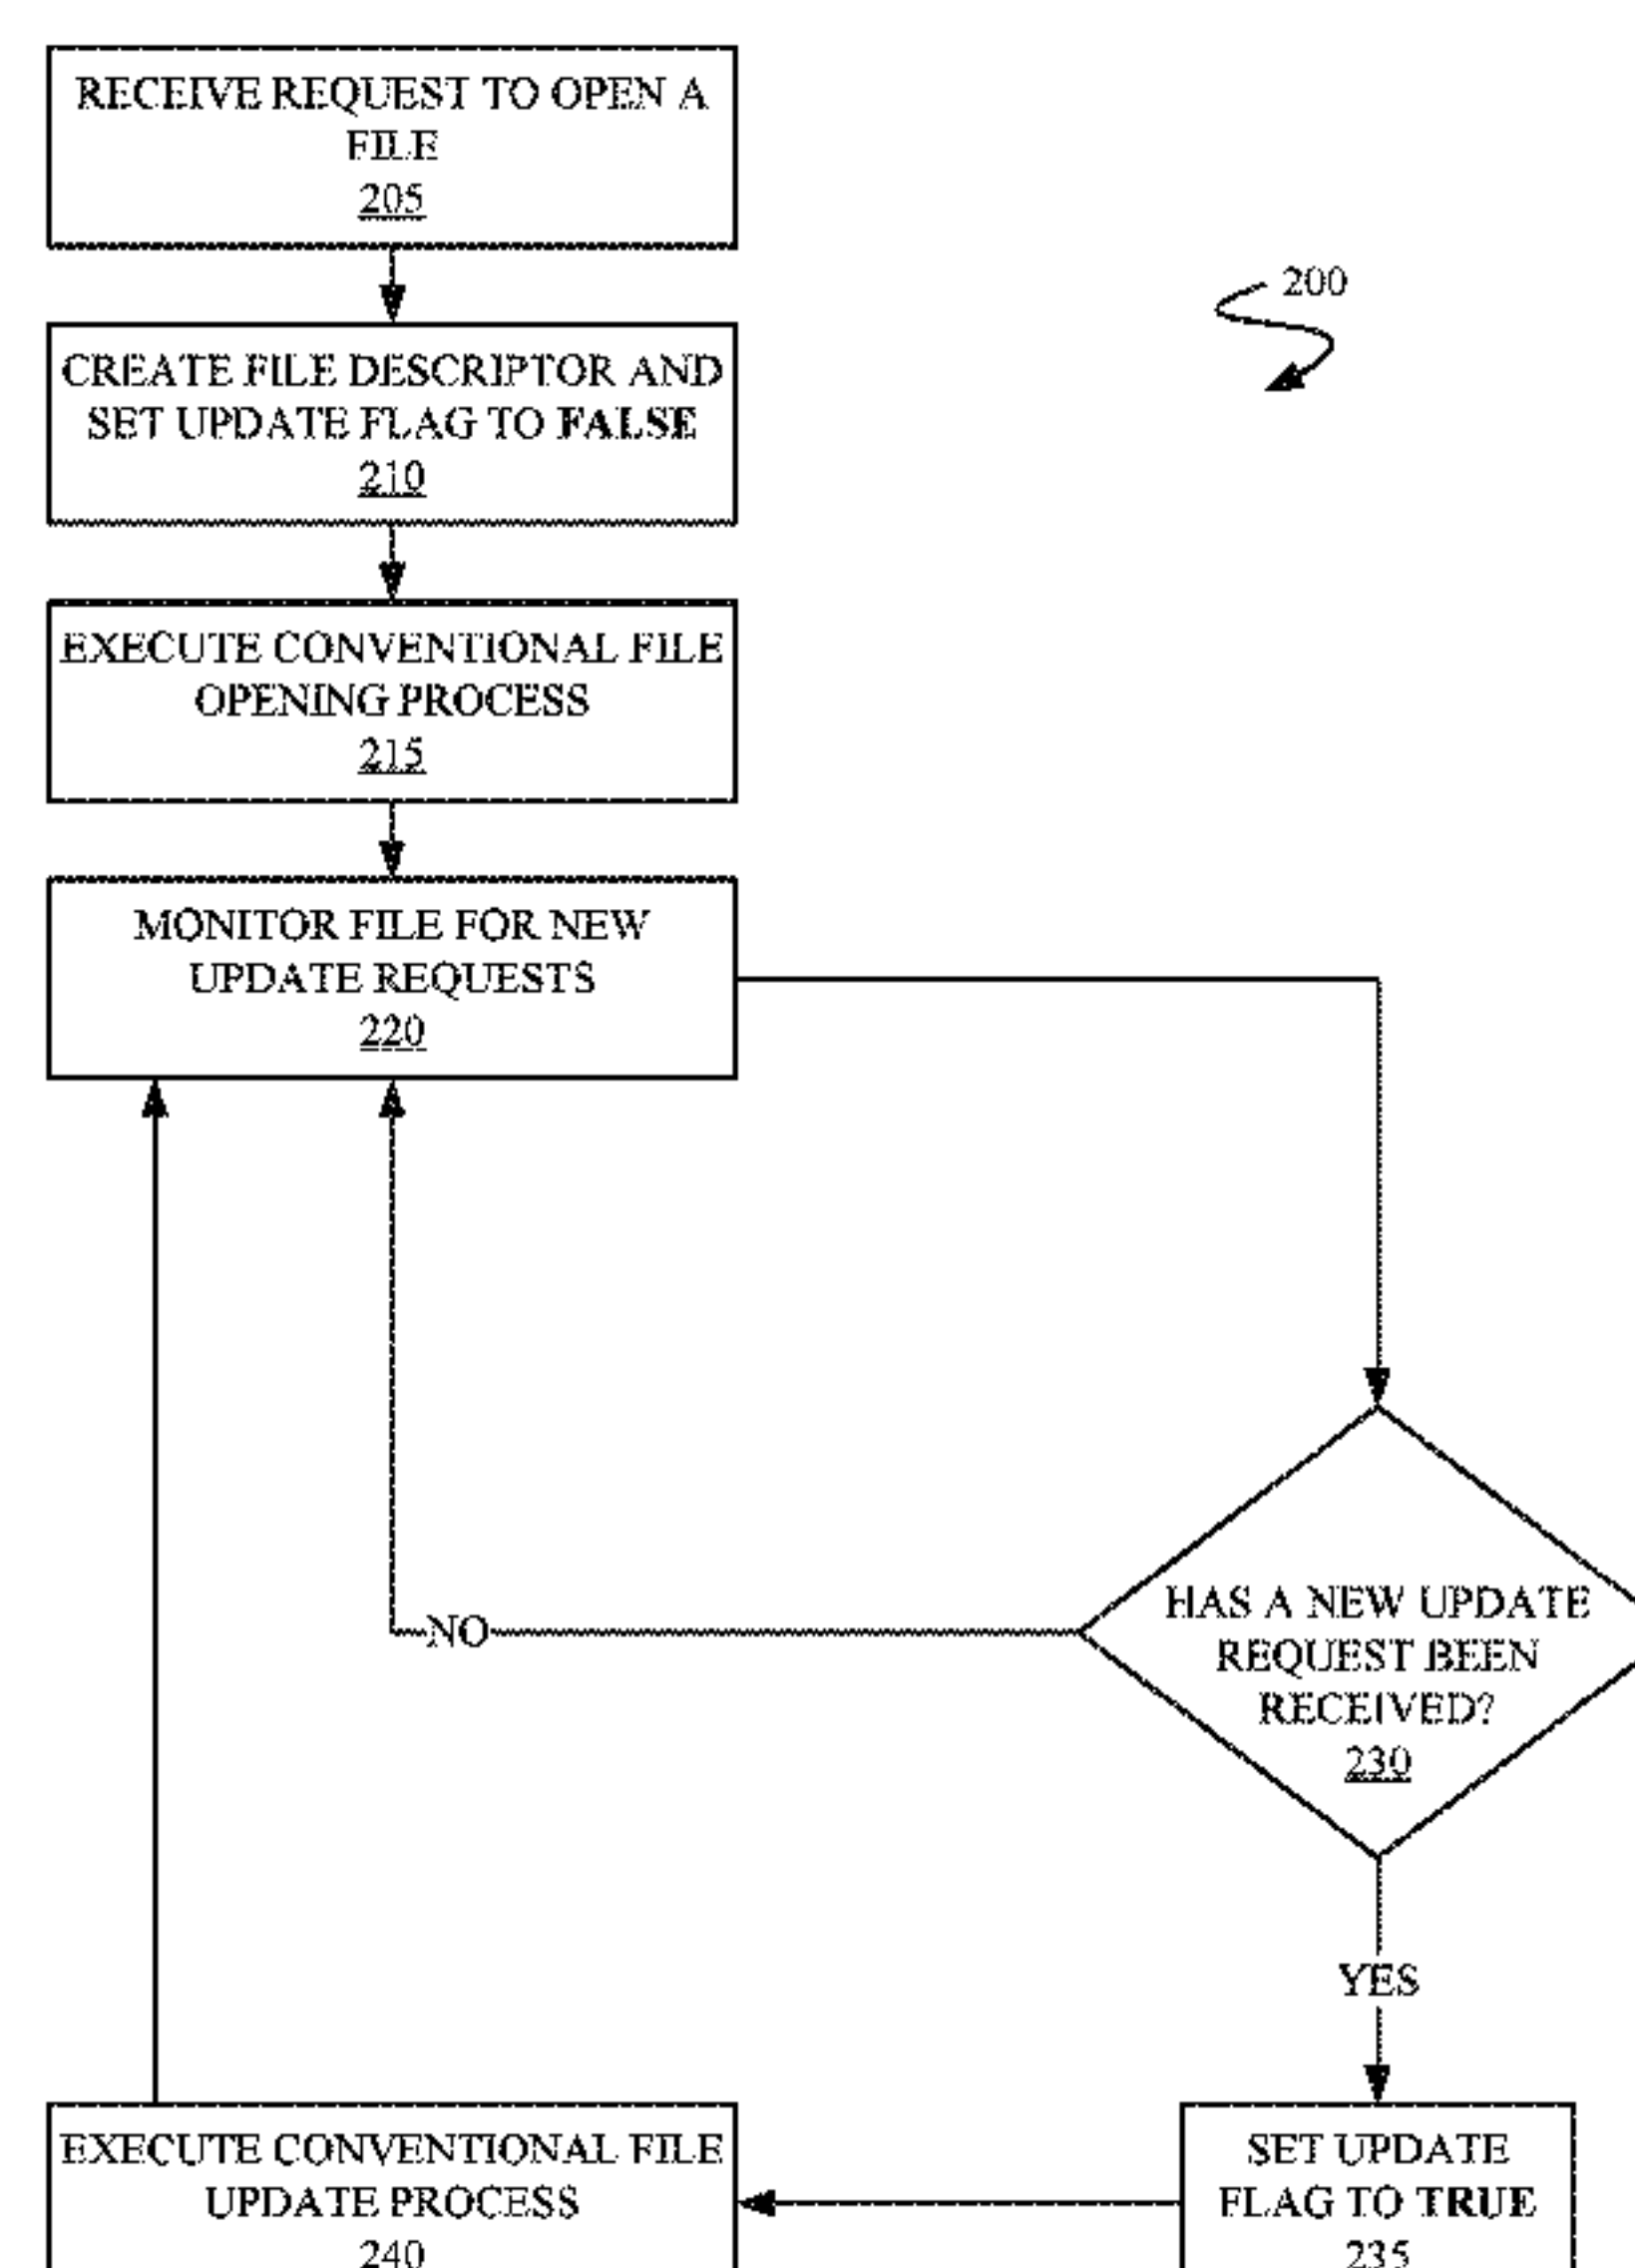 RECEIVE REQUEST TO OPEN A
FILE
205
200
CREATE FILE DESCRIPTOR AND
SET UPDATE FLAG TO FALSE
210
EXECUTE CONVENTIONAL FILE
OPENING PROCESS
215
MONITOR FILE FOR NEW
UPDATE REQUESTS
220
HAS A NEW UPDATE
REQUEST BEEN
RECEIVED?
230
NO
YES
EXECUTE CONVENTIONAL FILE
UPDATE PROCESS
240
SET UPDATE
FLAG TO TRUE
235